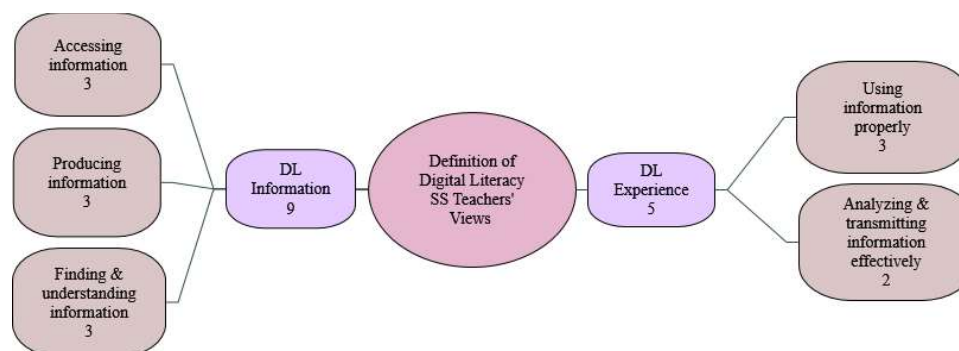 Accessing
information
3
Producing
information
3
Finding &
understanding
information
3
DL
Information
9
Definition of
Digital Literacy
SS Teachers'
Views
DL
Experience
5
Using
information
properly
3
Analyzing &
transmitting
information
effectively
2